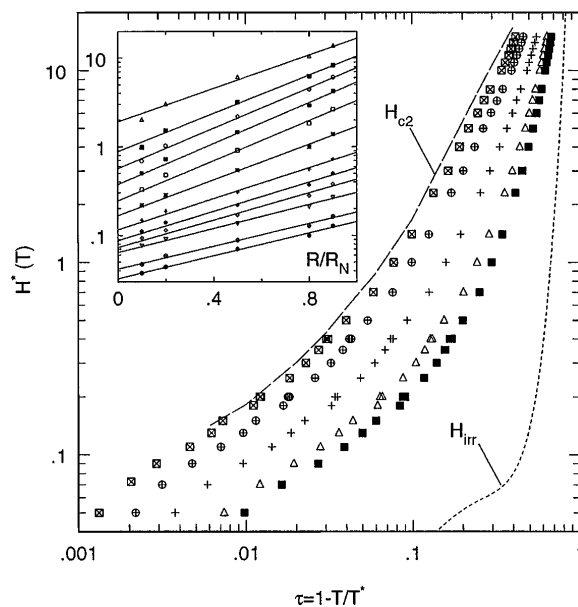 10
1
.1
10
1
.1
0
.4
.8
R/R_N
H_c2
H_irr
H* (T)
.001
.01
.1
1
τ=1-T/T*